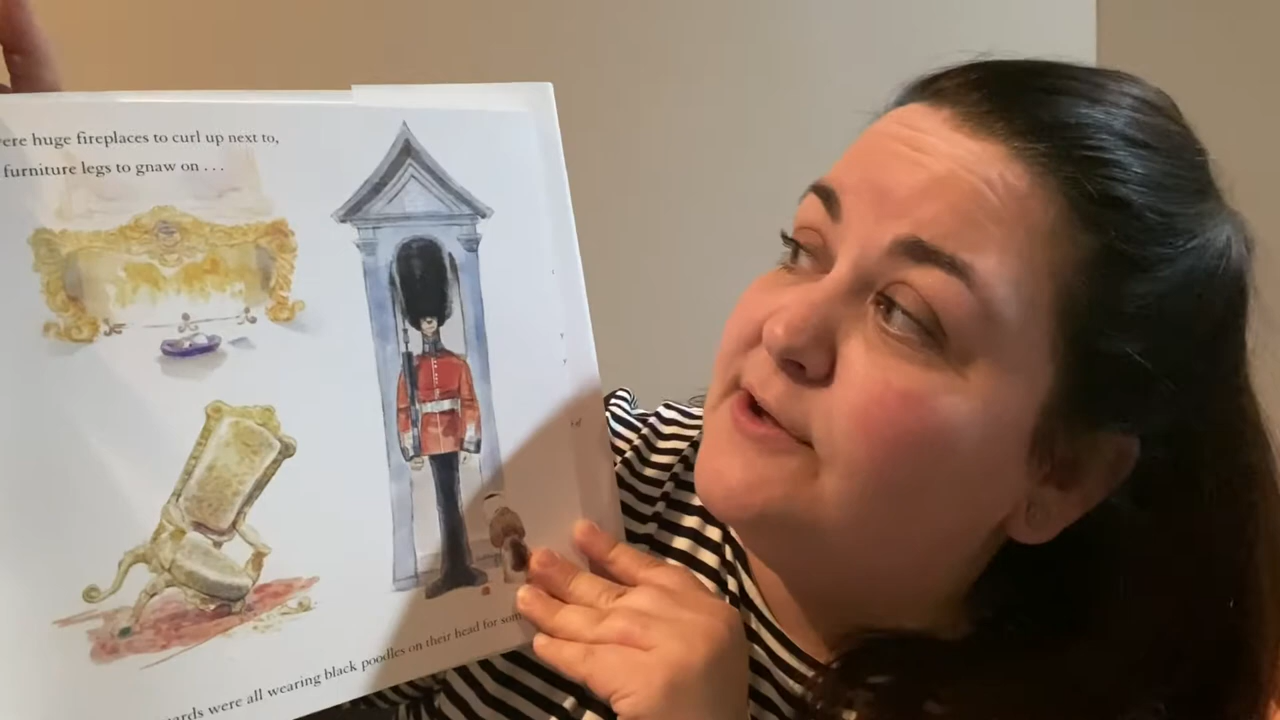 ere huge fireplaces to curl up next to,
furniture legs to gnaw on . . .
ards were all wearing black poodles on their head for som